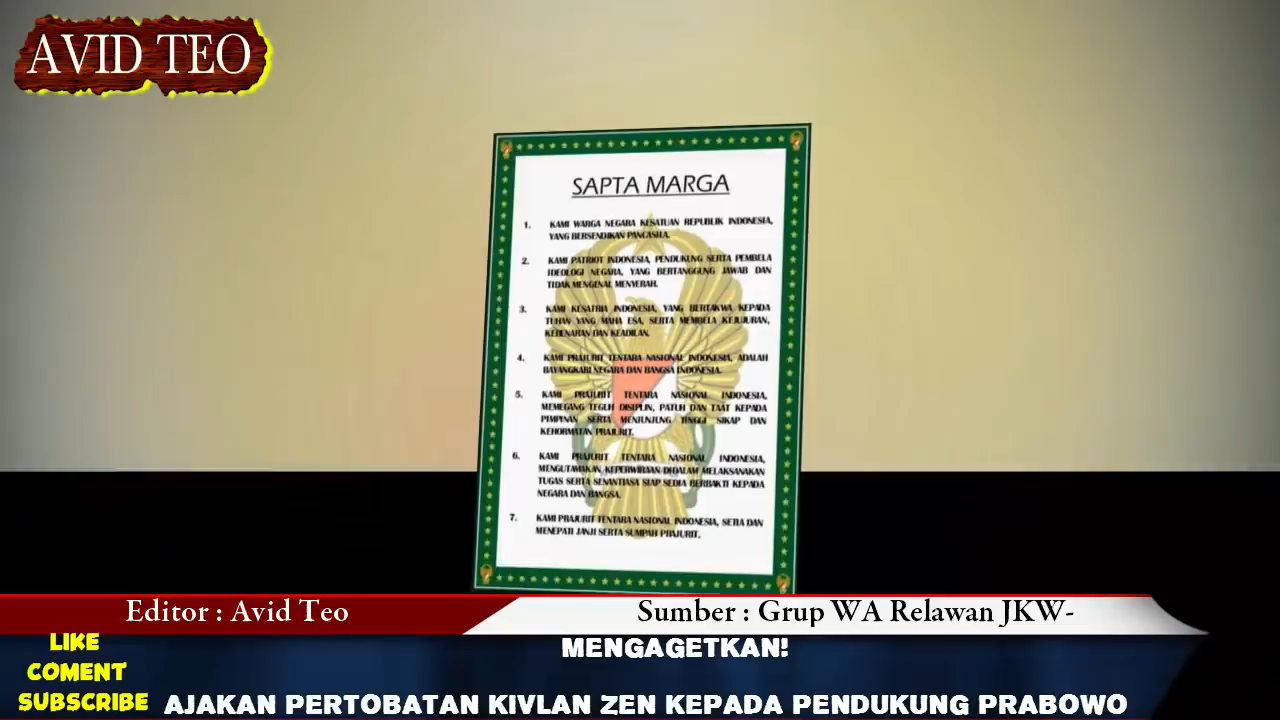 AVID TEO
SAPTA MARGA
1. KAMI WARGA NEGARA KESATUAN REPUBLIK INDONESIA,
YANG BERSENDIKAN PANCASILA.
2. KAMI PATRIOT INDONESIA, PENDUKUNG SERTA PEMBELA
IDEOLOGI NEGARA, YANG BERTANGGUNG JAWAB DAN
TIDAK MENGENAL MENYERAH.
3. KAMI KESATRIA INDONESIA, YANG BERTAKWA KEPADA
TUHAN YANG MAHA ESA, SERTA MEMBELA KEJUJURAN,
KEBENARAN DAN KEADILAN.
4. KAMI PRAJURIT TENTARA NASIONAL INDONESIA, ADALAH
BAYANGKARI NEGARA DAN BANGSA INDONESIA.
5. KAMI PRAJURIT TENTARA NASIONAL INDONESIA,
MEMEGANG TEGUH DISIPLIN, PATUH DAN TAAT KEPADA
PIMPINAN SERTA MENJUNJUNG TINGGI SIKAP DAN
KEHORMATAN PRAJURIT.
6. KAMI PRAJURIT TENTARA NASIONAL INDONESIA,
MENGUTAMAKAN KEPERWIRAAN DIDALAM MELAKSANAKAN
TUGAS SERTA SENANTIASA SIAP SEDIA BERBAKTI KEPADA
NEGARA DAN BANGSA.
7. KAMI PRAJURIT TENTARA NASIONAL INDONESIA, SETIA DAN
MENEPATI JANJI SERTA SUMPAH PRAJURIT.
Editor : Avid Teo
Sumber : Grup WA Relawan JKW-
LIKE
COMENT
SUBSCRIBE
MENGAGETKAN!
AJAKAN PERTOBATAN KIVLAN ZEN KEPADA PENDUKUNG PRABOWO